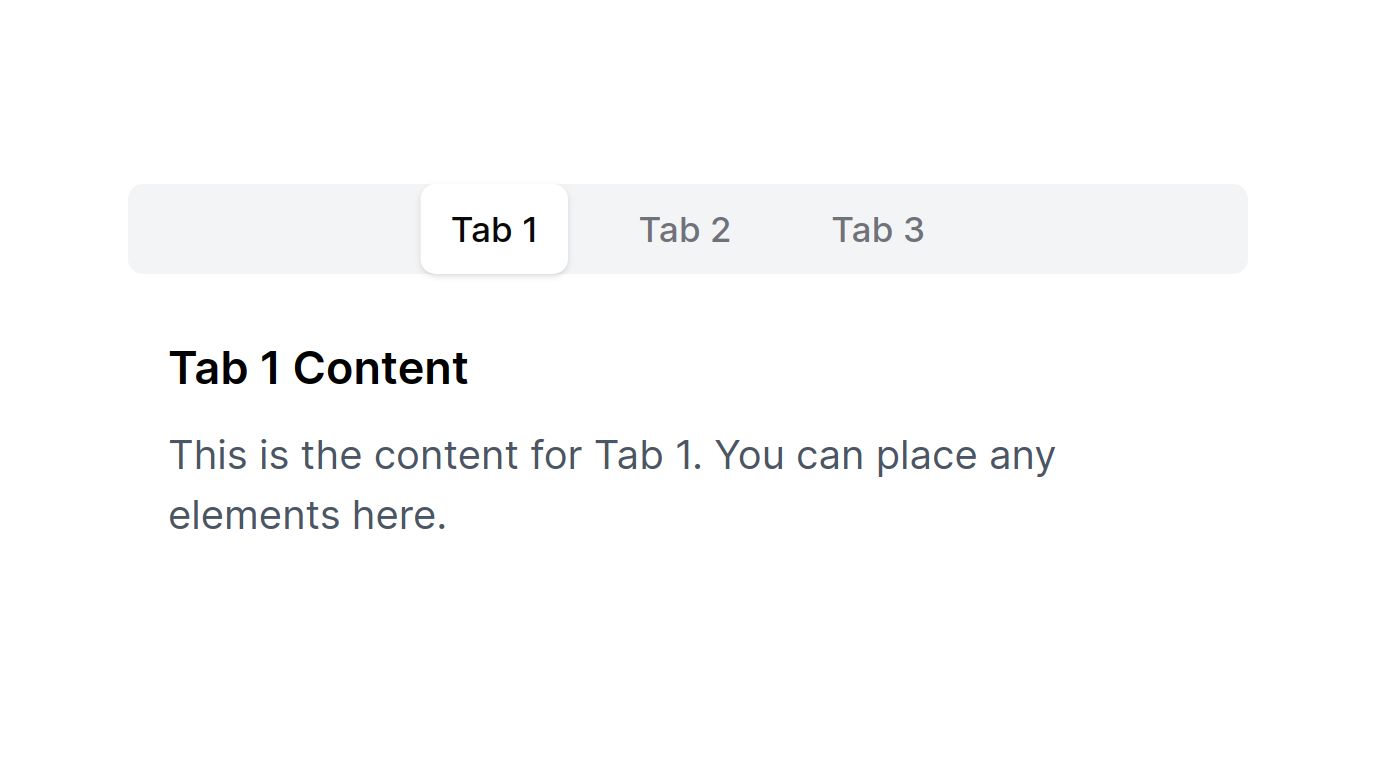 Tab 1 Tab 2 Tab 3
Tab 1 Content
This is the content for Tab 1. You can place any
elements here.